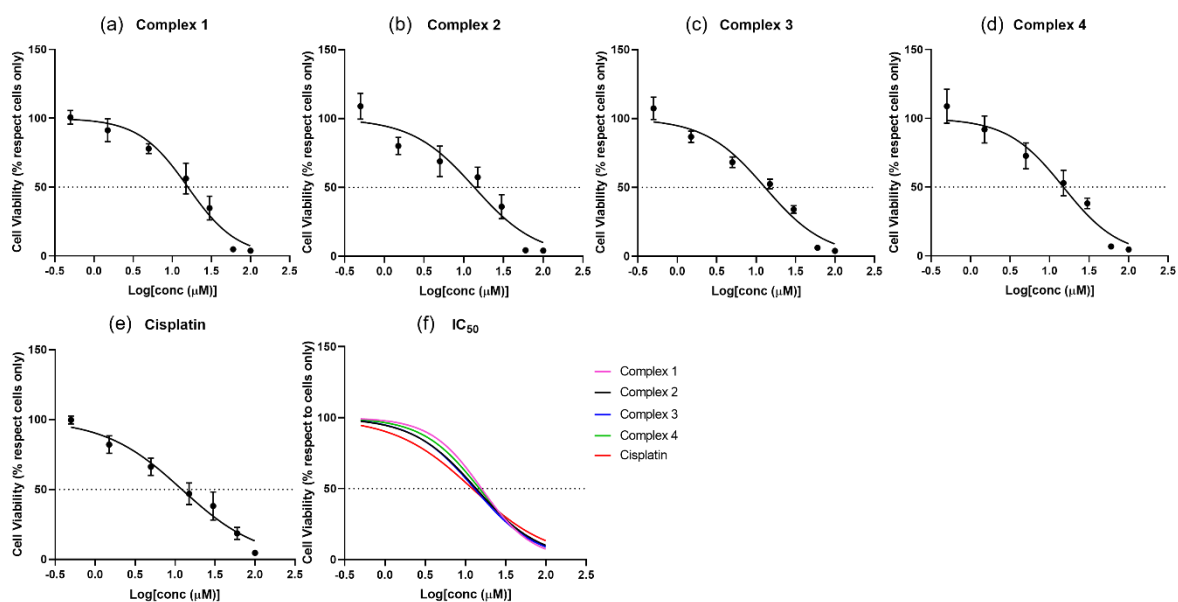 (a) Complex 1
Cell Viability (% respect cells only)
150
100
50
0
-0.5 0.0 0.5 1.0 1.5 2.0 2.5
Log[conc (μM)]
(b) Complex 2
Cell Viability (% respect cells only)
150
100
50
0
-0.5 0.0 0.5 1.0 1.5 2.0 2.5
Log[conc (μM)]
(c) Complex 3
Cell Viability (% respect cells only)
150
100
50
0
-0.5 0.0 0.5 1.0 1.5 2.0 2.5
Log[conc (μM)]
(d) Complex 4
Cell Viability (% respect cells only)
150
100
50
0
-0.5 0.0 0.5 1.0 1.5 2.0 2.5
Log[conc (μM)]
(e) Cisplatin
Cell Viability (% respect cells only)
150
100
50
0
-0.5 0.0 0.5 1.0 1.5 2.0 2.5
Log[conc (μM)]
(f) IC50
Cell Viability (% respect to cells only)
150
100
50
0
-0.5 0.0 0.5 1.0 1.5 2.0 2.5
Log[conc (μM)]
Complex 1
Complex 2
Complex 3
Complex 4
Cisplatin